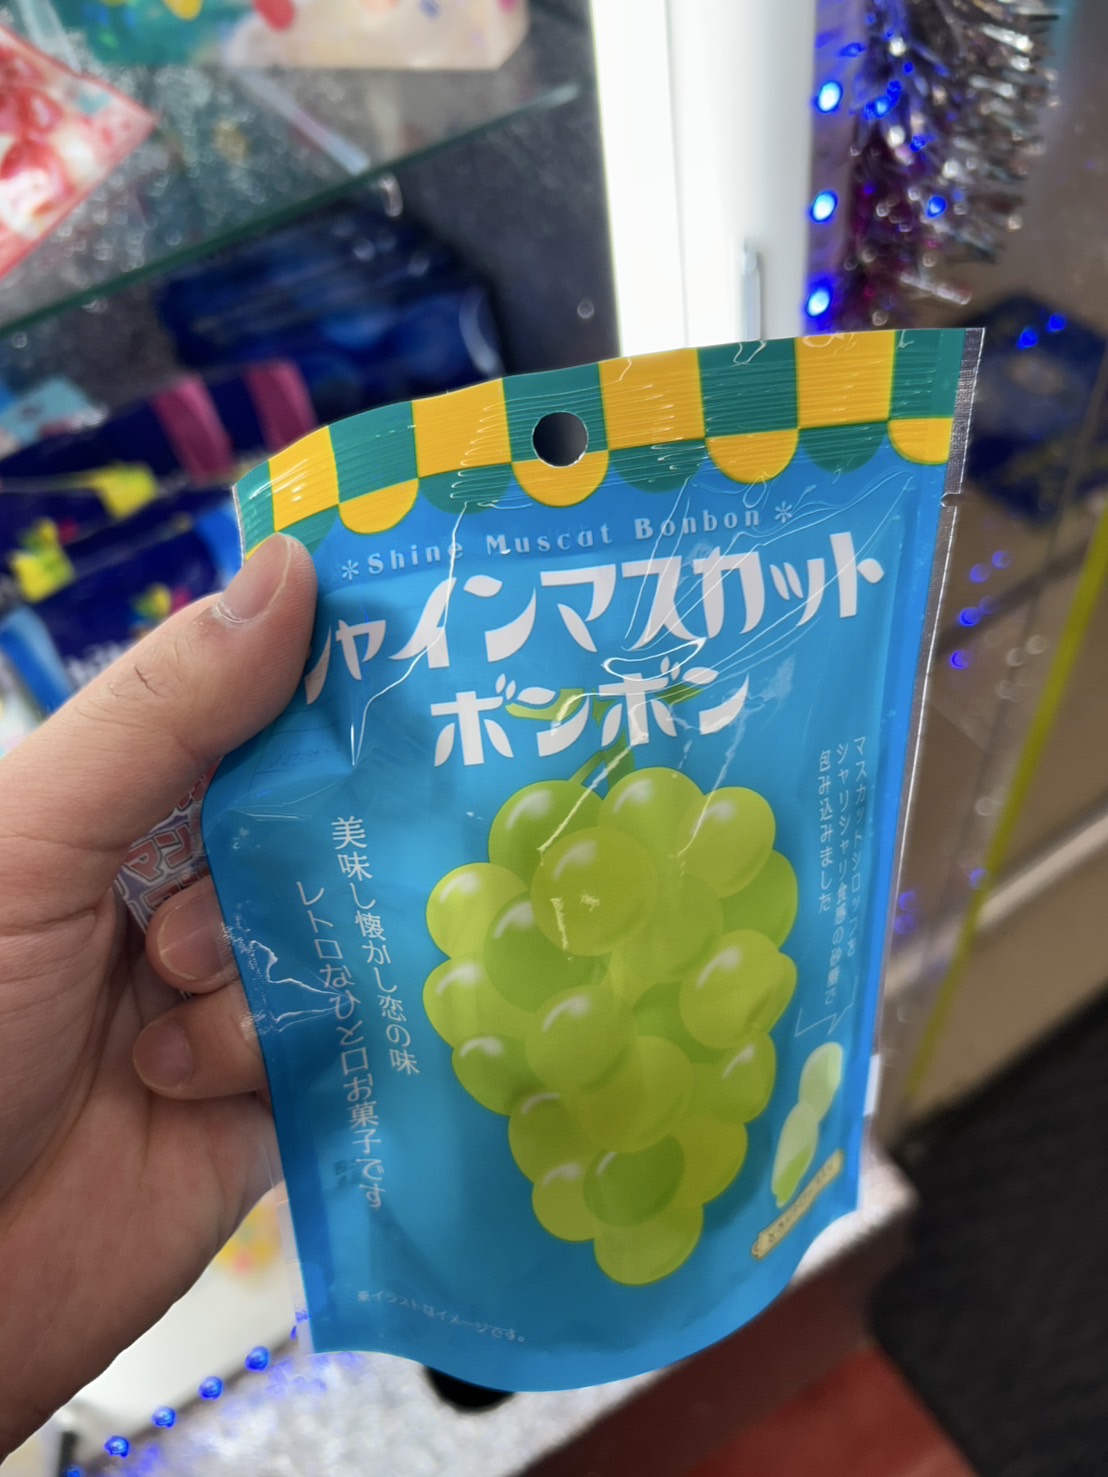 *Shine Muscat Bonbon*
シャインマスカット
ボンボン
マスカットシロップを
シャリシャリ食感の砂糖で
包み込みました
美味し懐かし恋の味
レトロなひと口お菓子です
※イラストはイメージです。